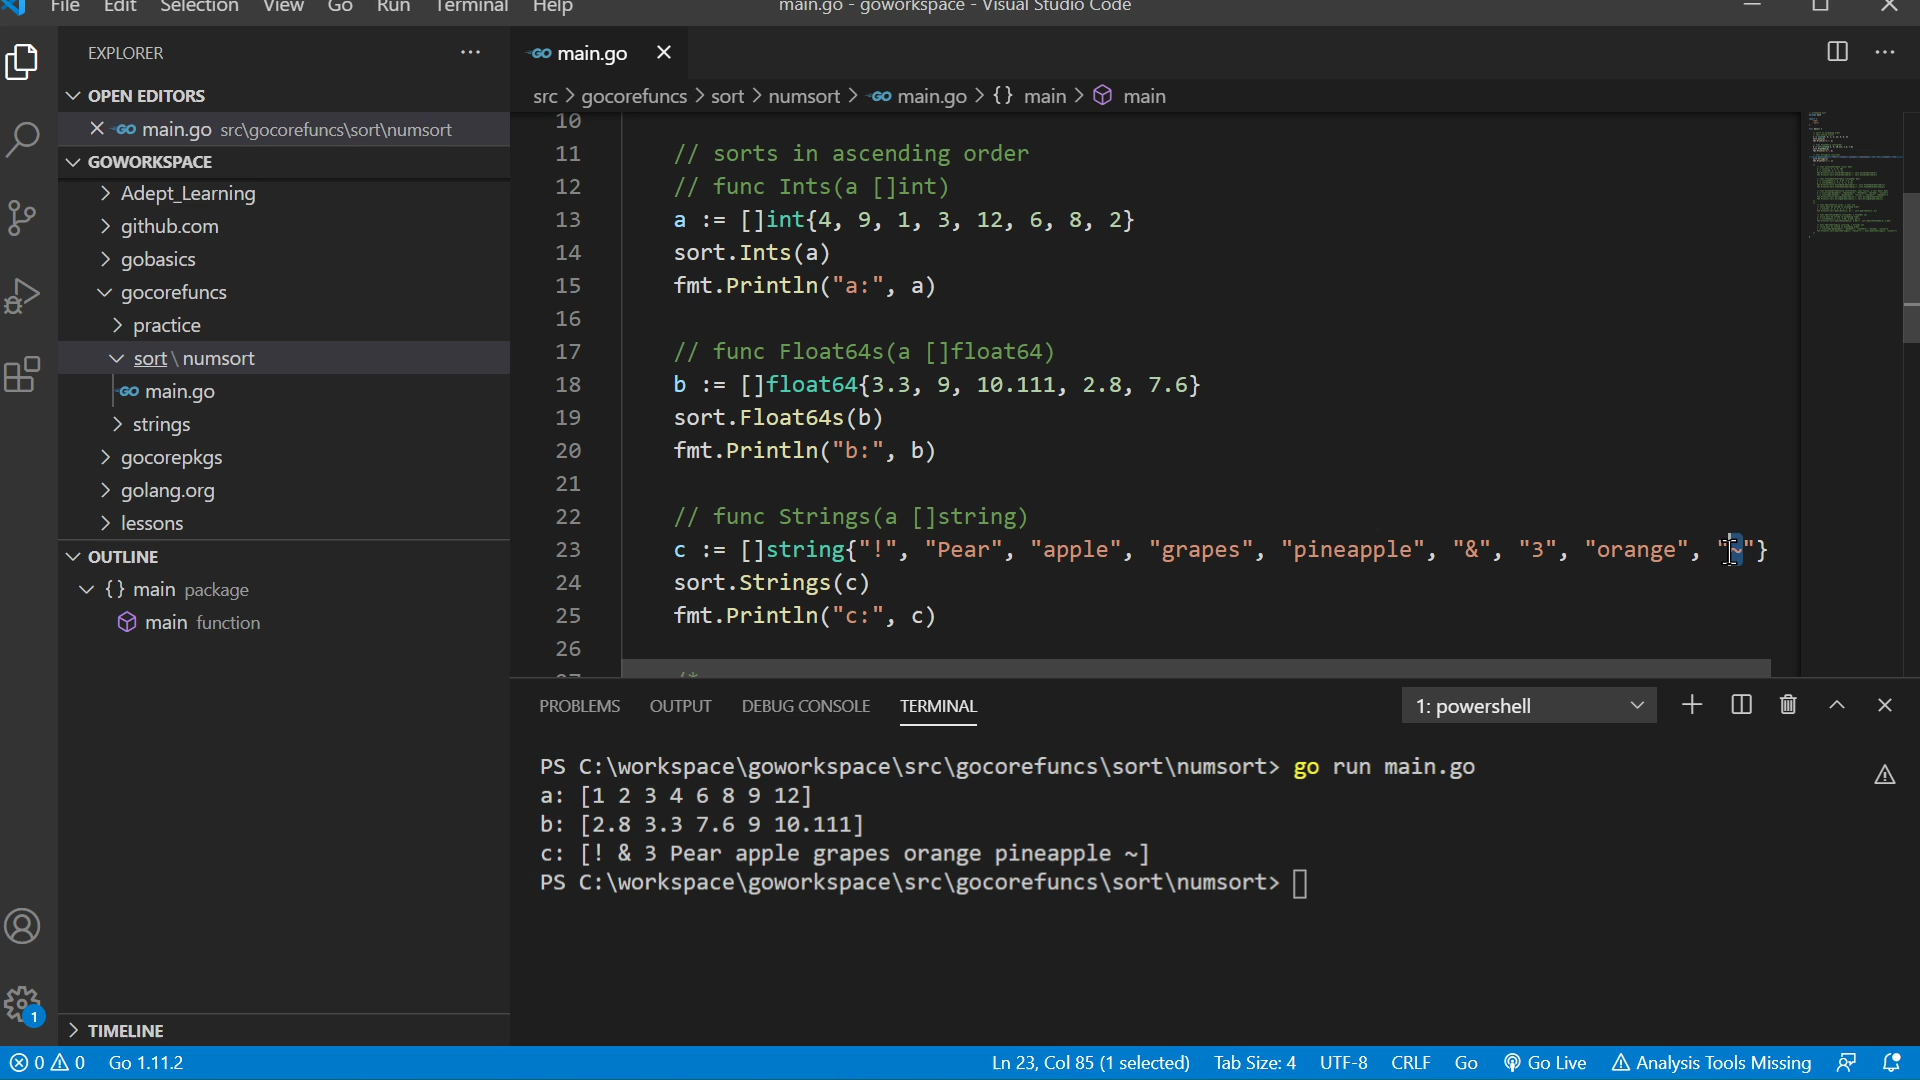 File Edit Selection View Go Run Terminal Help
main.go - goworkspace - Visual Studio Code
EXPLORER
OPEN EDITORS
main.go src\gocorefuncs\sort\numsort
GOWORKSPACE
Adept_Learning
github.com
gobasics
gocorefuncs
practice
sort \ numsort
GO main.go
strings
gocorepkgs
golang.org
lessons
OUTLINE
{} main package
main function
TIMELINE
GO main.go
src > gocorefuncs > sort > numsort > GO main.go > {} main > main
10
11 // sorts in ascending order
12 // func Ints(a []int)
13 a := []int{4, 9, 1, 3, 12, 6, 8, 2}
14 sort.Ints(a)
15 fmt.Println("a:", a)
16
17 // func Float64s(a []float64)
18 b := []float64{3.3, 9, 10.111, 2.8, 7.6}
19 sort.Float64s(b)
20 fmt.Println("b:", b)
21
22 // func Strings(a []string)
23 c := []string{"!", "Pear", "apple", "grapes", "pineapple", "&", "3", "orange", "~"}
24 sort.Strings(c)
25 fmt.Println("c:", c)
26
PROBLEMS OUTPUT DEBUG CONSOLE TERMINAL
1: powershell
PS C:\workspace\goworkspace\src\gocorefuncs\sort\numsort> go run main.go
a: [1 2 3 4 6 8 9 12]
b: [2.8 3.3 7.6 9 10.111]
c: [! & 3 Pear apple grapes orange pineapple ~]
PS C:\workspace\goworkspace\src\gocorefuncs\sort\numsort>
1
0 0 Go 1.11.2
Ln 23, Col 85 (1 selected) Tab Size: 4 UTF-8 CRLF Go Go Live Analysis Tools Missing